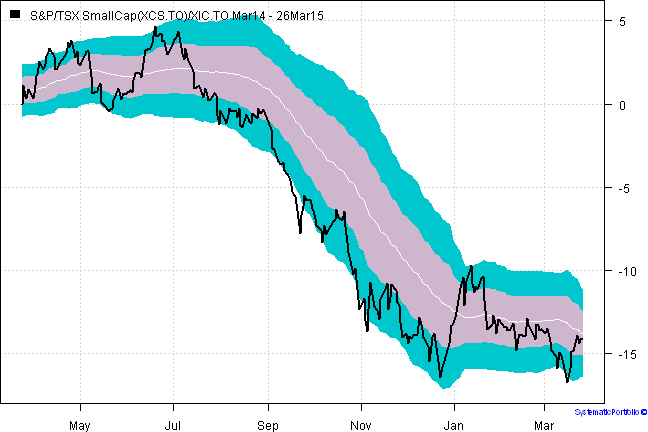 S&P/TSX SmallCap(XCS.TO)/XIC.TO Mar14 - 26Mar15
5
0
-5
-10
-15
May Jul Sep Nov Jan Mar
SystematicPortfolio ©